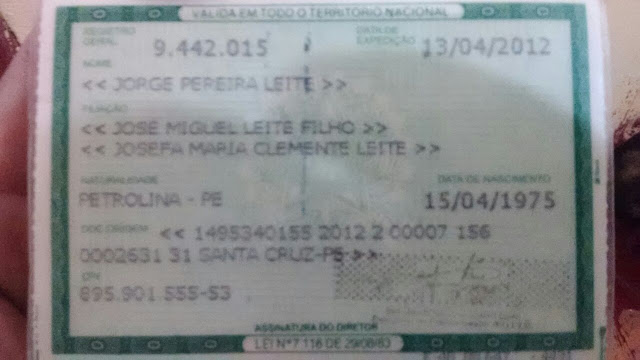 VÁLIDA EM TODO O TERRITÓRIO NACIONAL
REGISTRO GERAL 9.442.015 DATA DE EXPEDIÇÃO 13/04/2012
NOME
<< JORGE PEREIRA LEITE >>
FILIAÇÃO
<< JOSE MIGUEL LEITE FILHO >>
<< JOSEFA MARIA CLEMENTE LEITE >>
NATURALIDADE DATA DE NASCIMENTO
PETROLINA - PE 15/04/1975
DOC ORIGEM << 1495340155 2012 2 00007 156
0002631 31 SANTA CRUZ-PE >>
CPF
895.901.555-53
ASSINATURA DO DIRETOR
LEI Nº 7.116 DE 29/08/83